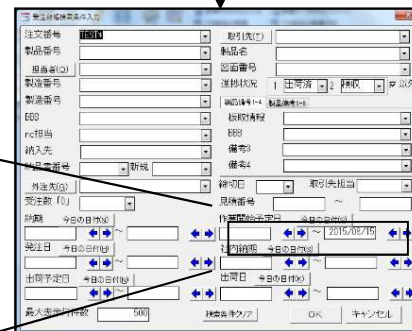 受注訪帳検索条件入力
注文番号 TESTN 取引先(T)
製品番号 製品名
担当者(Q) 図面番号
製造番号 進捗状況 1 出荷済 2 検収 以外
製造番号 製品備考1-4 製品備考5-8
BBB 板取情報
nc担当 BBB
納入先 備考3
新規 備考4
外注先(G) 締切日 取引先担当
受注数「0」 見積番号 ~
納期 今日の日付(N) 作業開始予定日 今日の日付(S)
~ ~ 2015/08/15
発注日 今日の日付(H) 社内納期 今日の日付(S)
~ ~
出荷予定日 今日の日付(Y) 出荷日 今日の日付(K)
~ ~
最大表示行件数 500 検索条件クリア OK キャンセル